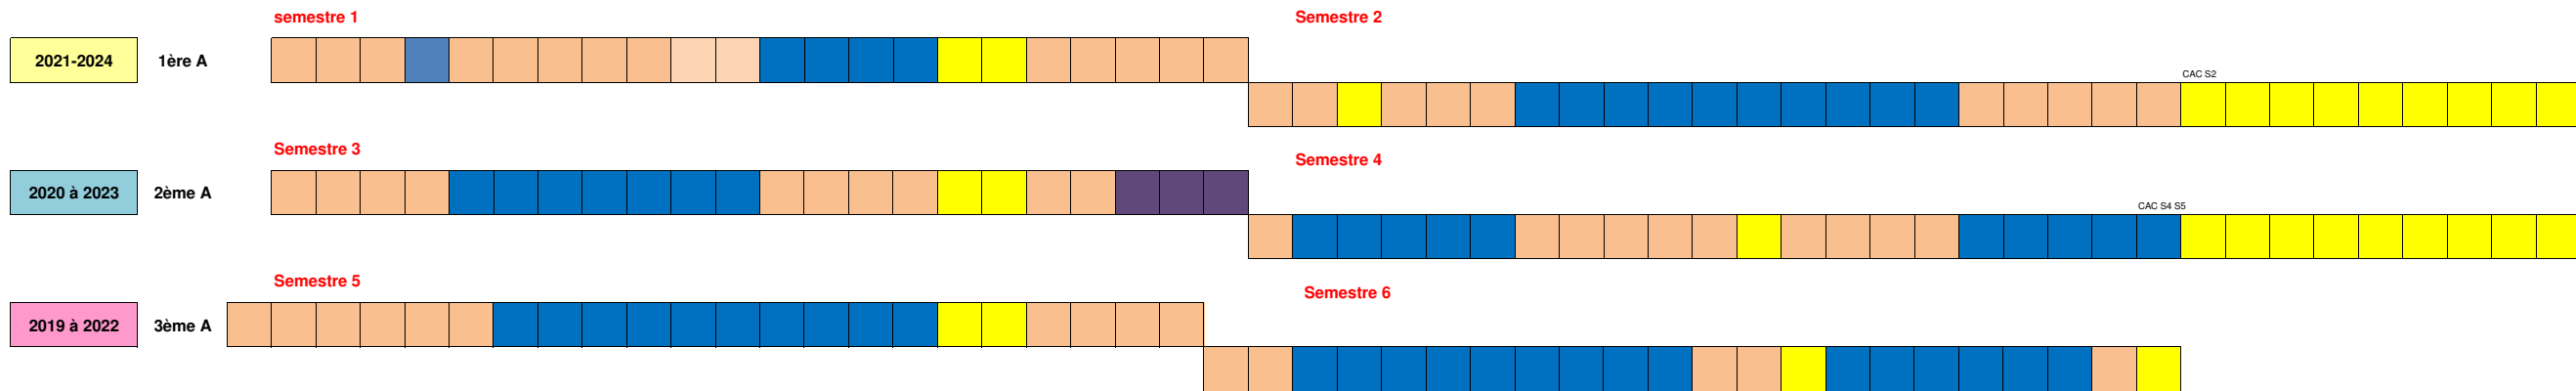 semestre 1
Semestre 2
2021-2024
1ère A
CAC S2
Semestre 3
Semestre 4
2020 à 2023
2ème A
CAC S4 S5
Semestre 5
Semestre 6
2019 à 2022
3ème A